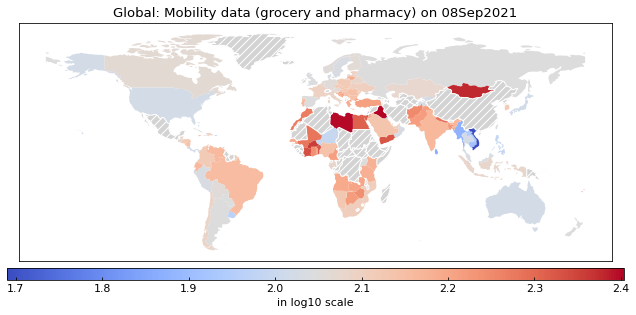 Global: Mobility data (grocery and pharmacy) on 08Sep2021
1.7 1.8 1.9 2.0 2.1 2.2 2.3 2.4
in log10 scale